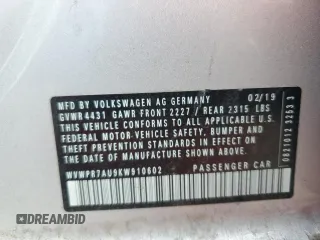 MFD BY VOLKSWAGEN AG GERMANY 02/19
GVWR 4431 GAWR FRONT 2227 / REAR 2315 LBS
THIS VEHICLE CONFORMS TO ALL APPLICABLE
FEDERAL MOTOR-VEHICLE SAFETY, BUMPER AND
THEFT PREVENTION STANDARDS IN EFFECT ON THE
DATE OF MANUFACTURE SHOWN ABOVE
WVWPR7AU9KW910602 PASSENGER CAR
DREAMBID